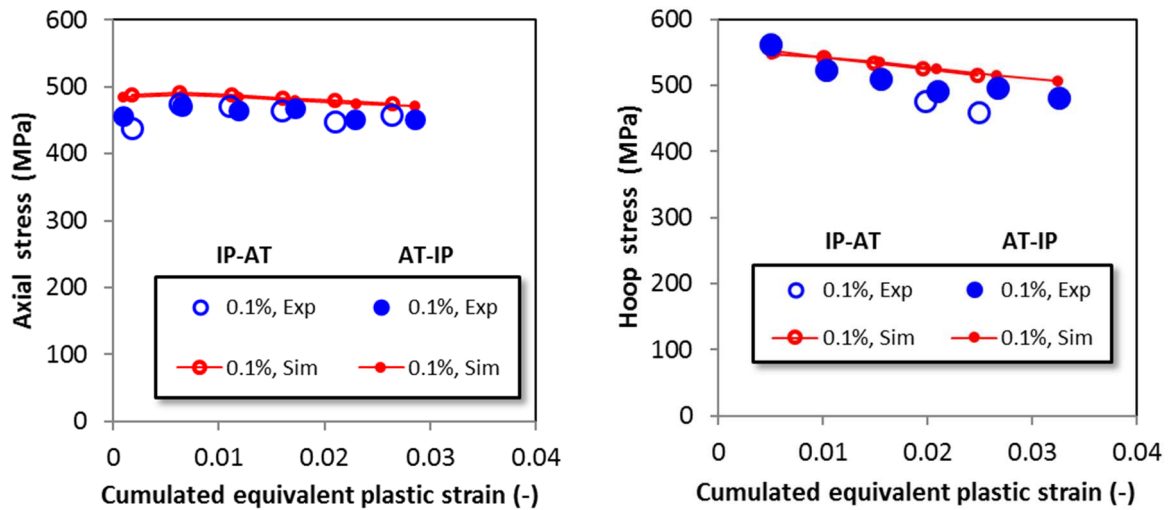 600
500
400
300
200
100
0
Axial stress (MPa)
IP-AT AT-IP
0.1%, Exp 0.1%, Exp
0.1%, Sim 0.1%, Sim
0 0.01 0.02 0.03 0.04
Cumulated equivalent plastic strain (-)
600
500
400
300
200
100
0
Hoop stress (MPa)
IP-AT AT-IP
0.1%, Exp 0.1%, Exp
0.1%, Sim 0.1%, Sim
0 0.01 0.02 0.03 0.04
Cumulated equivalent plastic strain (-)